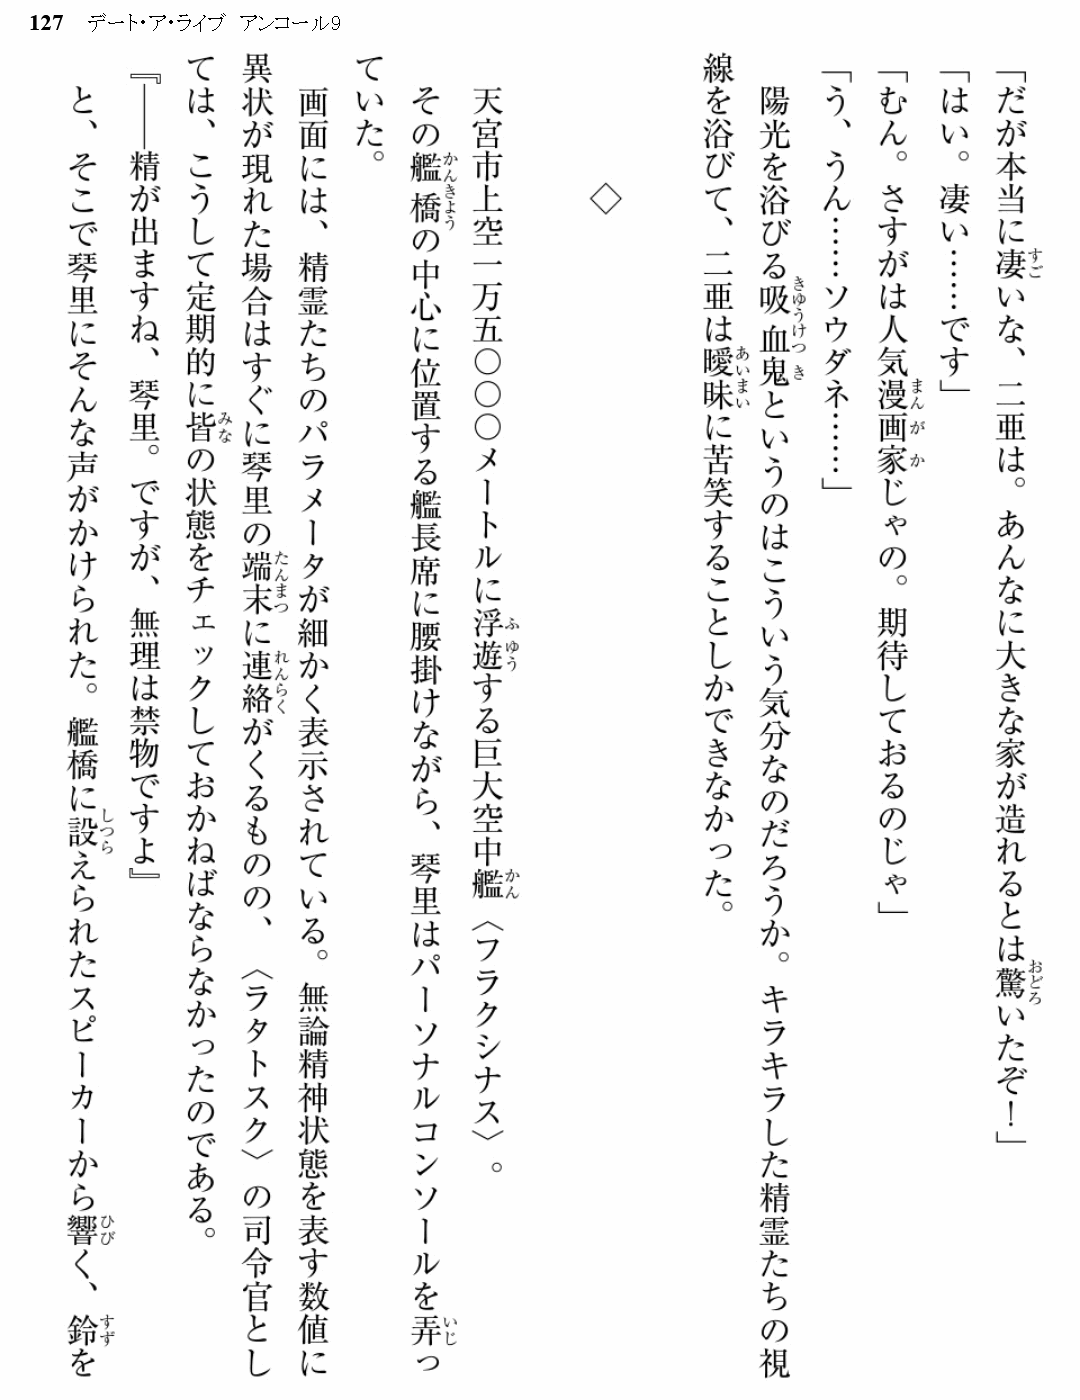 127 デート・ア・ライブ アンコール9
「だが本当に凄いな、二亜は。あんなに大きな家が造れるとは驚いたぞ！」
「はい。凄い……です」
「むん。さすがは人気漫画家じゃの。期待しておるのじゃ」
「う、うん……ソウダネ……」
陽光を浴びる吸血鬼というのはこういう気分なのだろうか。キラキラした精霊たちの視
線を浴びて、二亜は曖昧に苦笑することしかできなかった。
◇
天宮市上空一万五〇〇〇メートルに浮遊する巨大空中艦〈フラクシナス〉。
その艦橋の中心に位置する艦長席に腰掛けながら、琴里はパーソナルコンソールを弄っ
ていた。
画面には、精霊たちのパラメータが細かく表示されている。無論精神状態を表す数値に
異状が現れた場合はすぐに琴里の端末に連絡がくるものの、〈ラタトスク〉の司令官とし
ては、こうして定期的に皆の状態をチェックしておかねばならなかったのである。
『――精が出ますね、琴里。ですが、無理は禁物ですよ』
と、そこで琴里にそんな声がかけられた。艦橋に設えられたスピーカーから響く、鈴を